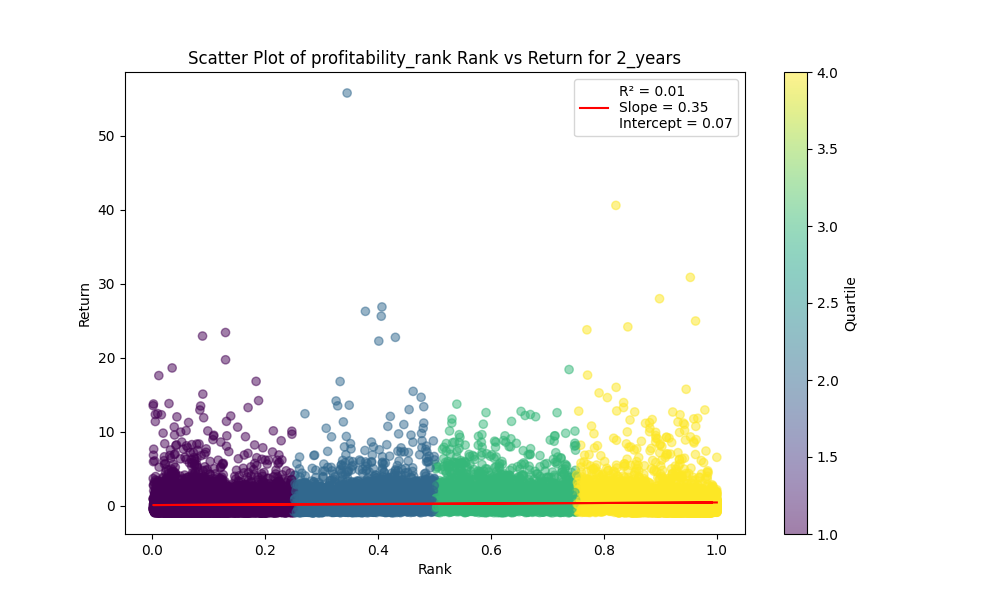 Scatter Plot of profitability_rank Rank vs Return for 2_years
R² = 0.01
Slope = 0.35
Intercept = 0.07
Return
50
40
30
20
10
0
0.0 0.2 0.4 0.6 0.8 1.0
Rank
4.0
3.5
3.0
2.5
2.0
1.5
1.0
Quartile